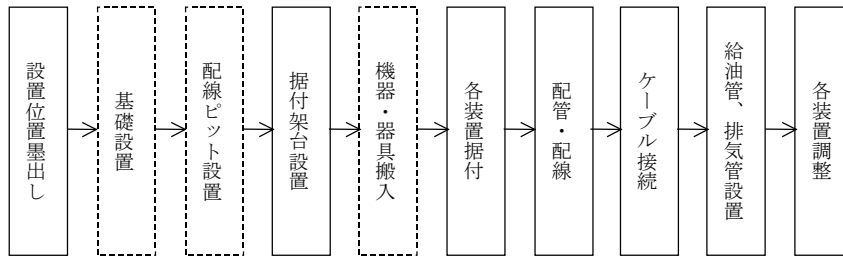 設置位置墨出し
基礎設置
配線ピット設置
据付架台設置
機器・器具搬入
各装置据付
配管・配線
ケーブル接続
給油管、排気管設置
各装置調整